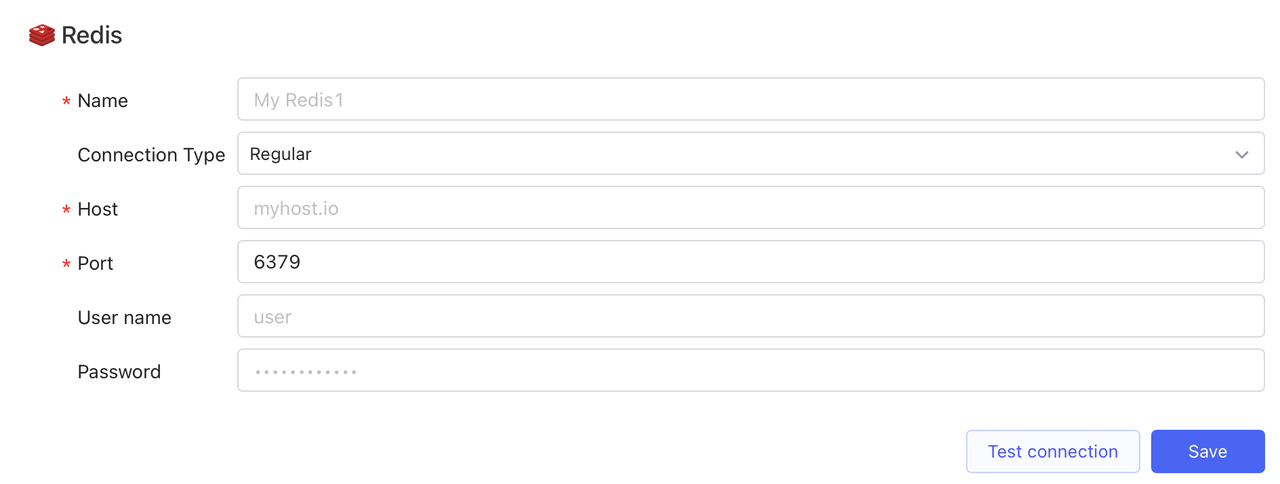 Redis
* Name
My Redis1
Connection Type
Regular
* Host
myhost.io
* Port
6379
User name
user
Password
••••••••••••
Test connection
Save